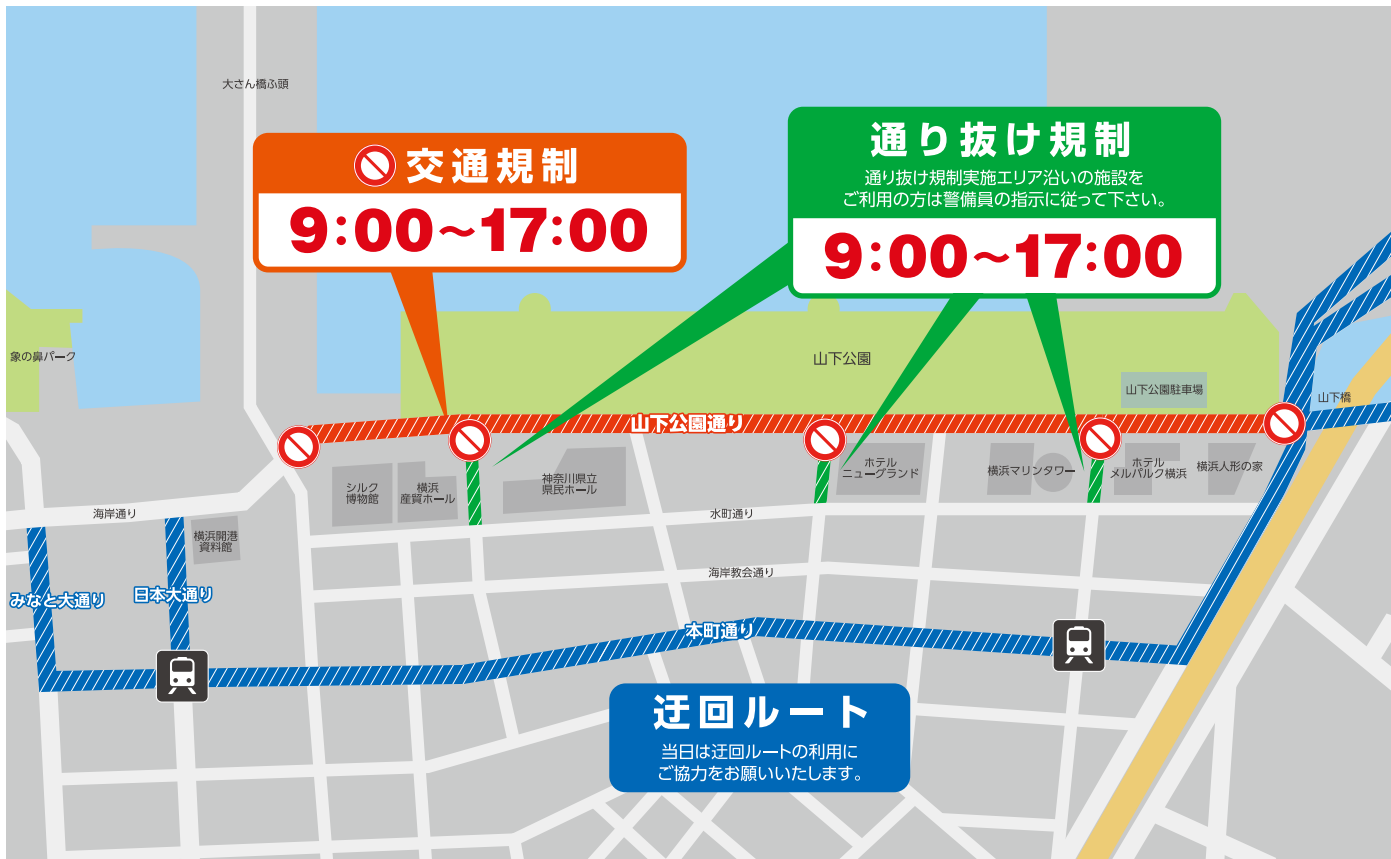 大さん橋ふ頭
交通規制
9:00〜17:00
通り抜け規制
通り抜け規制実施エリア沿いの施設を
ご利用の方は警備員の指示に従って下さい。
9:00〜17:00
象の鼻パーク
山下公園
山下公園駐車場
山下橋
山下公園通り
シルク
博物館
横浜
産貿ホール
神奈川県立
県民ホール
ホテル
ニューグランド
横浜マリンタワー
ホテル
メルパルク横浜
横浜人形の家
海岸通り
水町通り
横浜開港
資料館
海岸教会通り
みなと大通り
日本大通り
本町通り
迂回ルート
当日は迂回ルートの利用に
ご協力をお願いいたします。